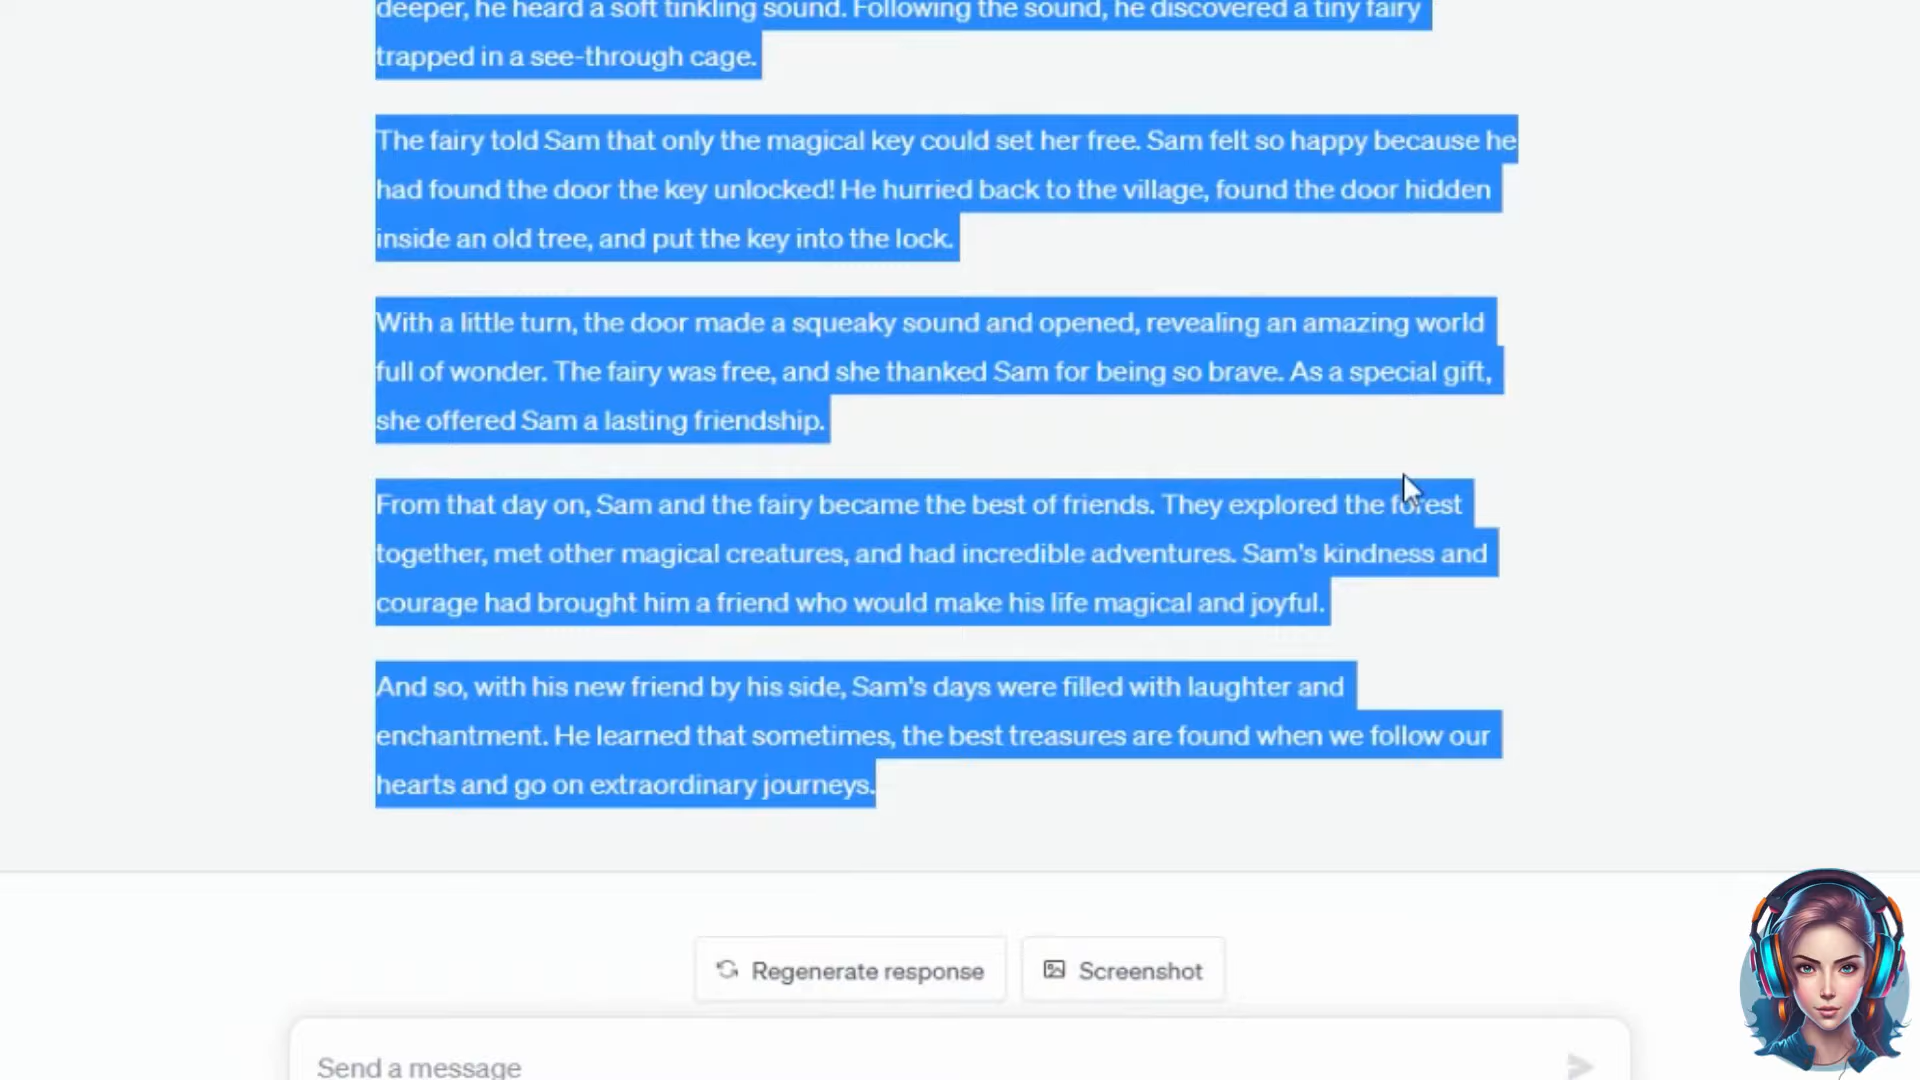 deeper, he heard a soft tinkling sound. Following the sound, he discovered a tiny fairy
trapped in a see-through cage.
The fairy told Sam that only the magical key could set her free. Sam felt so happy because he
had found the door the key unlocked! He hurried back to the village, found the door hidden
inside an old tree, and put the key into the lock.
With a little turn, the door made a squeaky sound and opened, revealing an amazing world
full of wonder. The fairy was free, and she thanked Sam for being so brave. As a special gift,
she offered Sam a lasting friendship.
From that day on, Sam and the fairy became the best of friends. They explored the forest
together, met other magical creatures, and had incredible adventures. Sam's kindness and
courage had brought him a friend who would make his life magical and joyful.
And so, with his new friend by his side, Sam's days were filled with laughter and
enchantment. He learned that sometimes, the best treasures are found when we follow our
hearts and go on extraordinary journeys.
Regenerate response
Screenshot
Send a message